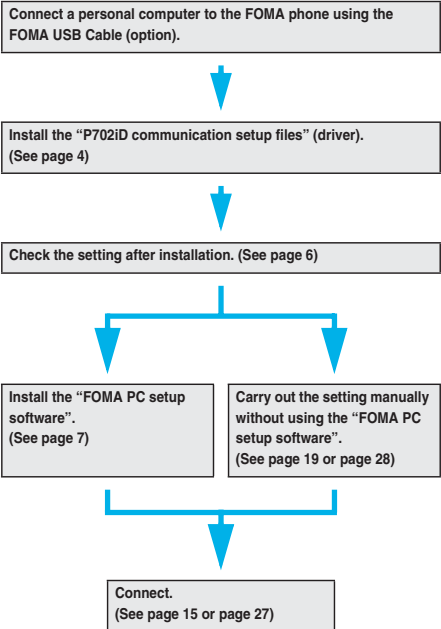 Connect a personal computer to the FOMA phone using the
FOMA USB Cable (option).
Install the “P702iD communication setup files” (driver).
(See page 4)
Check the setting after installation. (See page 6)
Install the “FOMA PC setup
software”.
(See page 7)
Carry out the setting manually
without using the “FOMA PC
setup software”.
(See page 19 or page 28)
Connect.
(See page 15 or page 27)